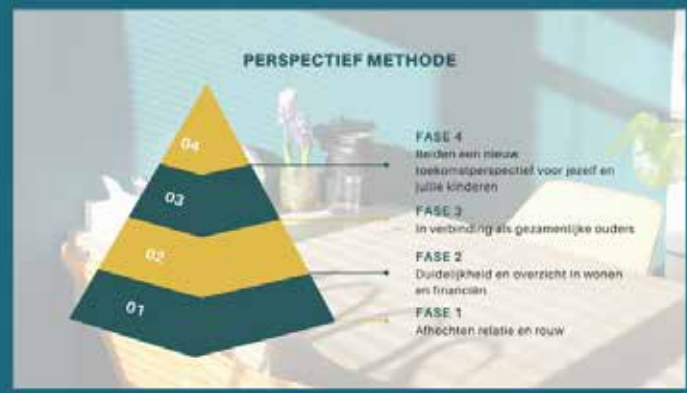 PERSPECTIEF METHODE
04
FASE 4
Beiden een nieuw
toekomstperspectief voor jezelf en
jullie kinderen
03
FASE 3
In verbinding als gezamenlijke ouders
02
FASE 2
Duidelijkheid en overzicht in wonen
en financiën
01
FASE 1
Afhechten relatie en rouw